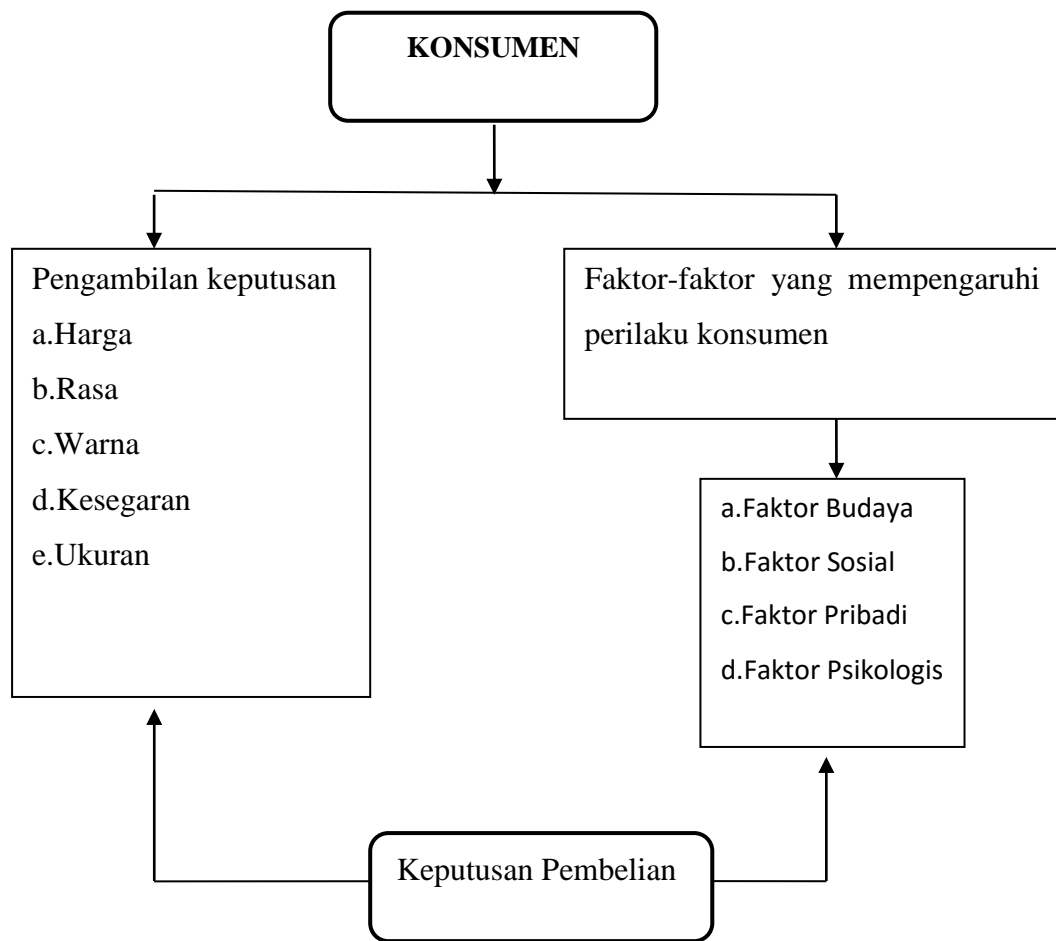 KONSUMEN
Pengambilan keputusan
a.Harga
b.Rasa
c.Warna
d.Kesegaran
e.Ukuran
Faktor-faktor yang mempengaruhi
perilaku konsumen
a.Faktor Budaya
b.Faktor Sosial
c.Faktor Pribadi
d.Faktor Psikologis
Keputusan Pembelian